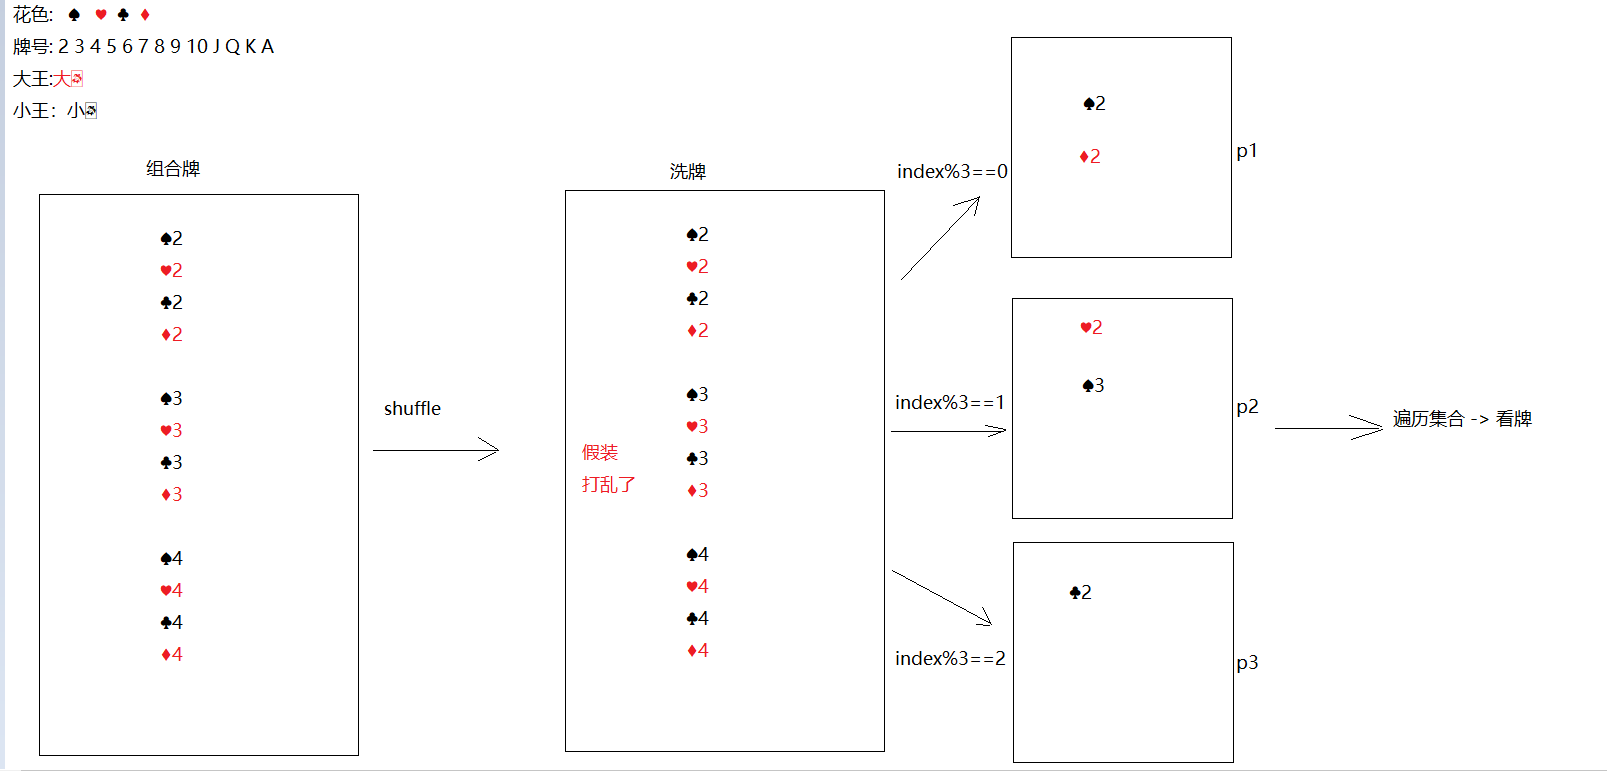 花色: ♠ ♥ ♣ ♦
牌号: 2 3 4 5 6 7 8 9 10 J Q K A
大王:大🃏
小王：小🃏
组合牌
♠2
♥2
♣2
♦2
♠3
♥3
♣3
♦3
♠4
♥4
♣4
♦4
shuffle
洗牌
♠2
♥2
♣2
♦2
♠3
♥3
♣3
♦3
♠4
♥4
♣4
♦4
假装
打乱了
index%3==0
♠2
♦2
p1
index%3==1
♥2
♠3
p2
index%3==2
♣2
p3
遍历集合 -> 看牌